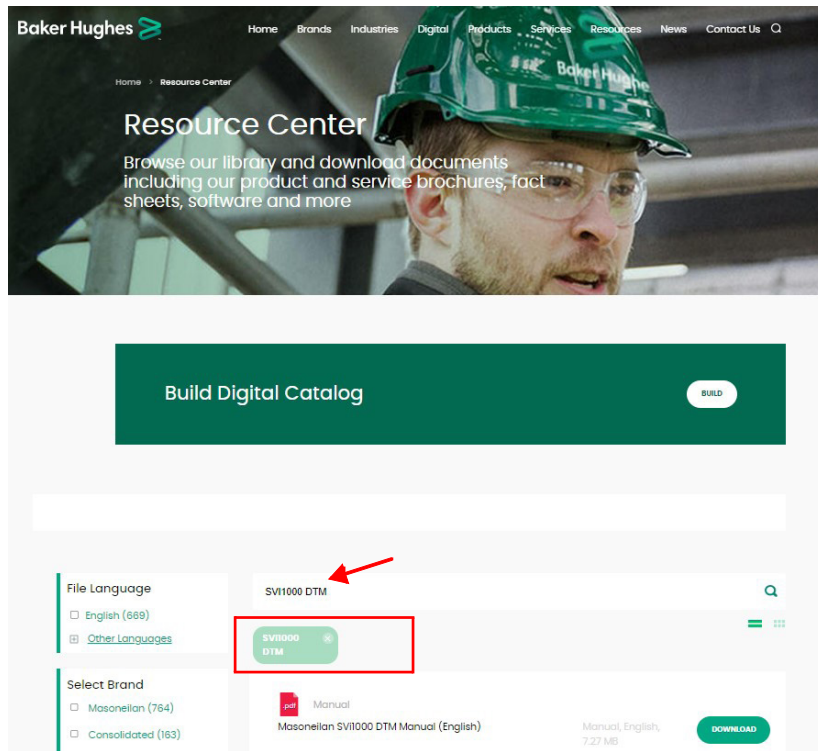 Baker Hughes
Home Brands Industries Digital Products Services Resources News Contact Us
Home > Resource Center
Baker Hughes
Resource Center
Browse our library and download documents
including our product and service brochures, fact
sheets, software and more
Build Digital Catalog
BUILD
File Language
English (669)
Other Languages
Select Brand
Masoneilan (764)
Consolidated (163)
SVI1000 DTM
SVI1000
DTM
.pdf Manual
Masoneilan SVI1000 DTM Manual (English)
Manual, English,
7.27 MB
DOWNLOAD